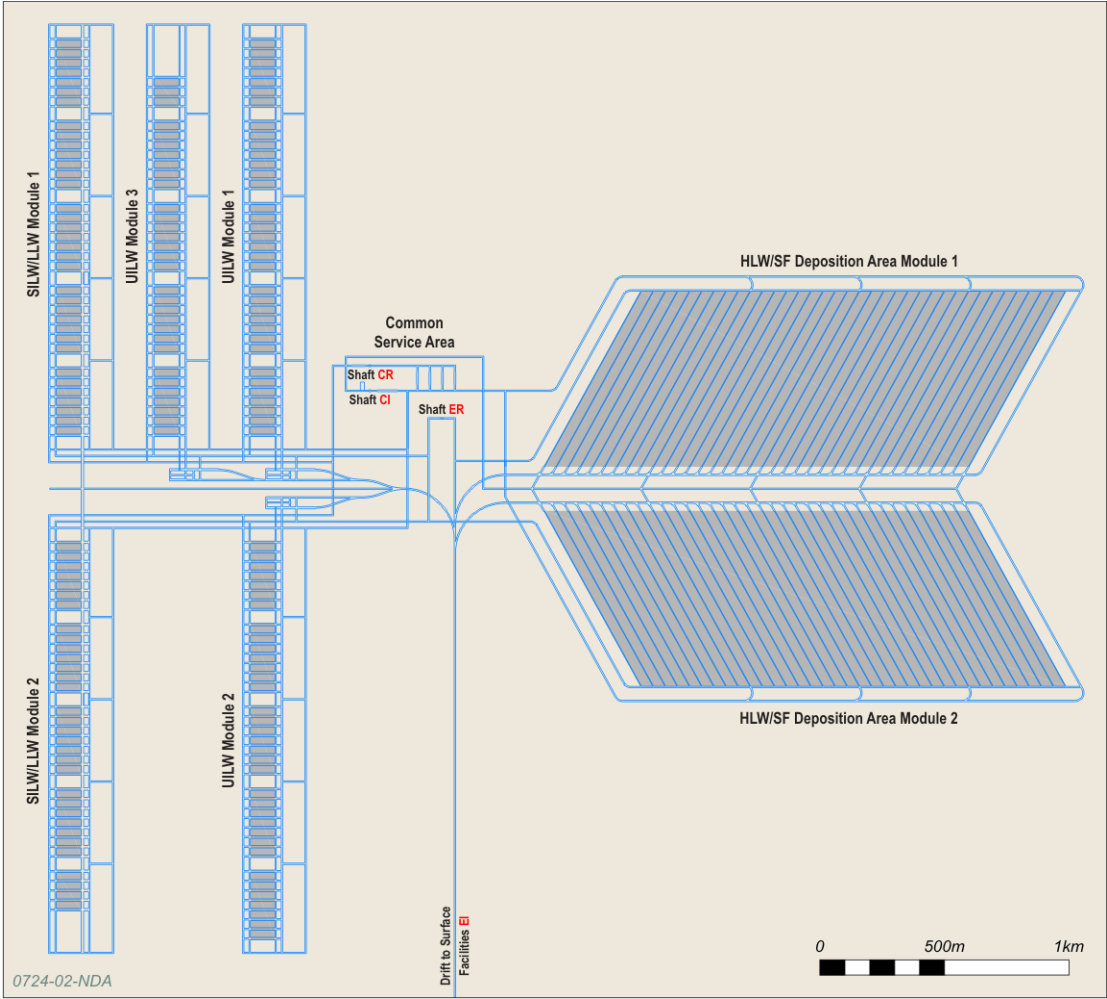 SILW/LLW Module 1
UILW Module 3
UILW Module 1
HLW/SF Deposition Area Module 1
Common
Service Area
Shaft CR
Shaft CI
Shaft ER
SILW/LLW Module 2
UILW Module 2
HLW/SF Deposition Area Module 2
Drift to Surface
Facilities EI
0 500m 1km
0724-02-NDA